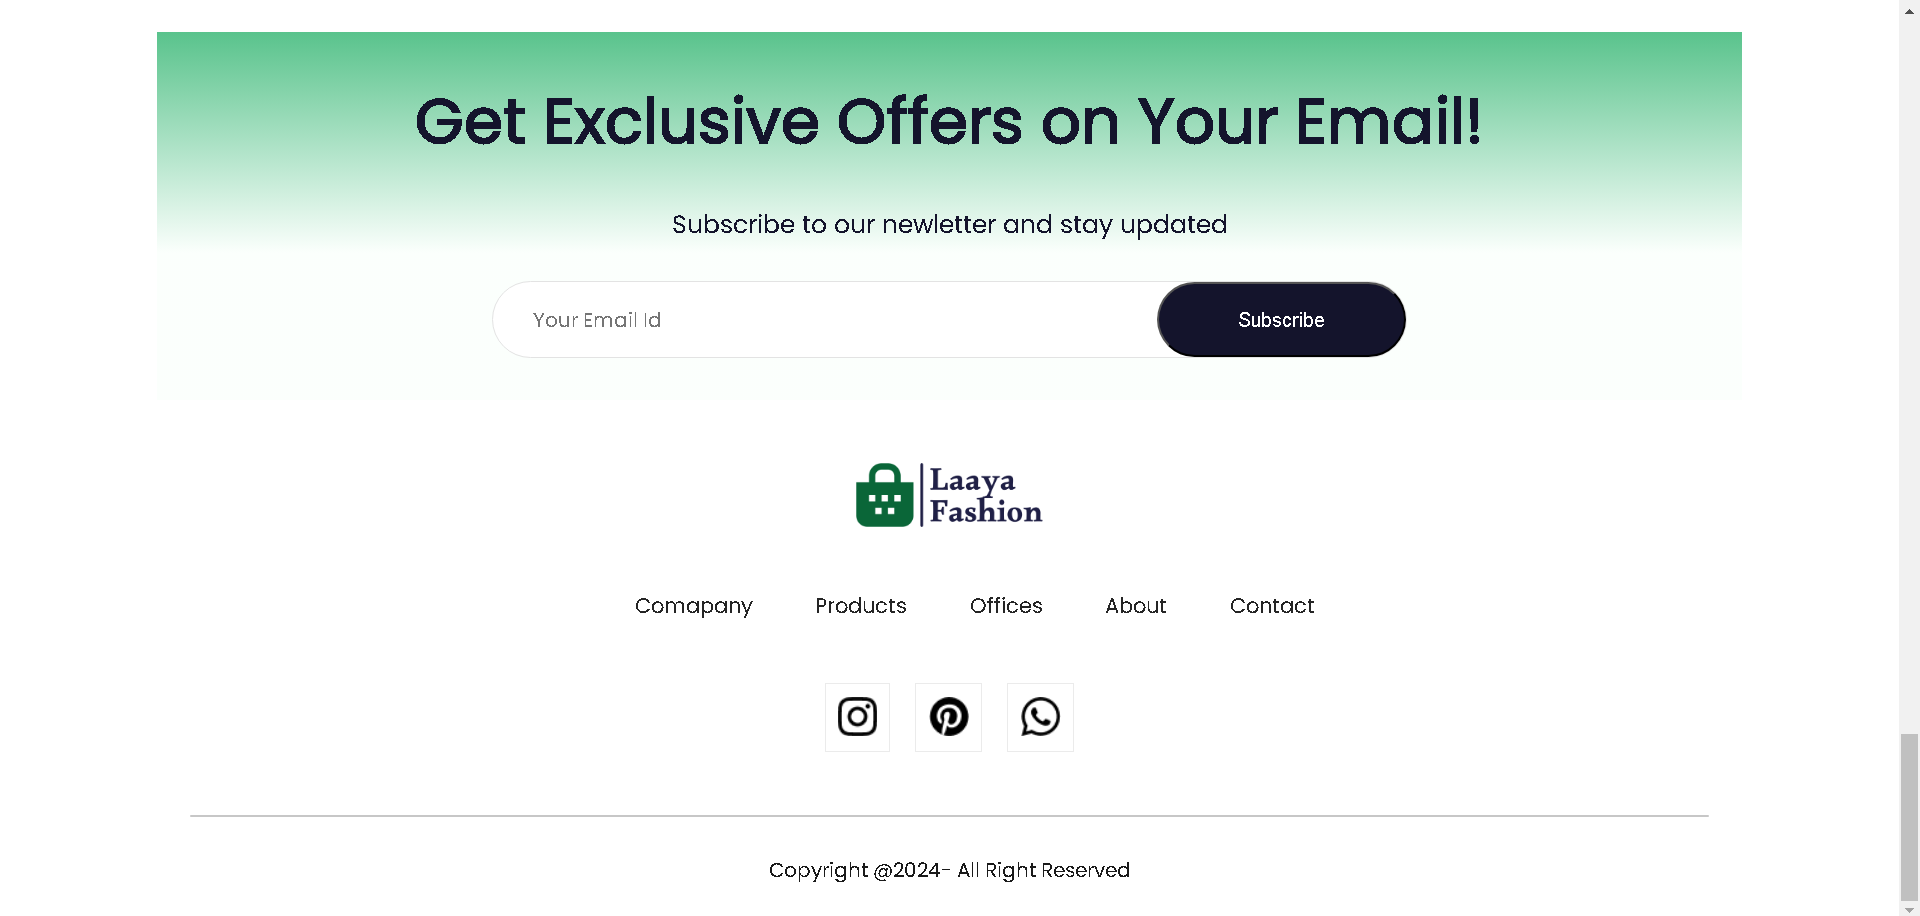 Get Exclusive Offers on Your Email!
Subscribe to our newletter and stay updated
Your Email Id
Subscribe
Laaya
Fashion
Comapany Products Offices About Contact
Copyright @2024- All Right Reserved